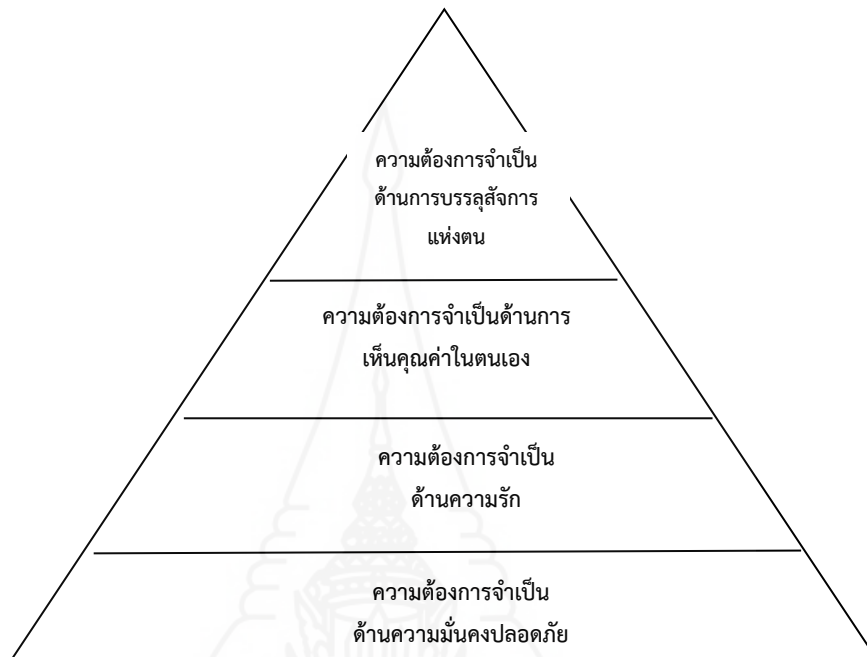 ความต้องการจำเป็น
ด้านการบรรลุสัจการ
แห่งตน
ความต้องการจำเป็นด้านการ
เห็นคุณค่าในตนเอง
ความต้องการจำเป็น
ด้านความรัก
ความต้องการจำเป็น
ด้านความมั่นคงปลอดภัย